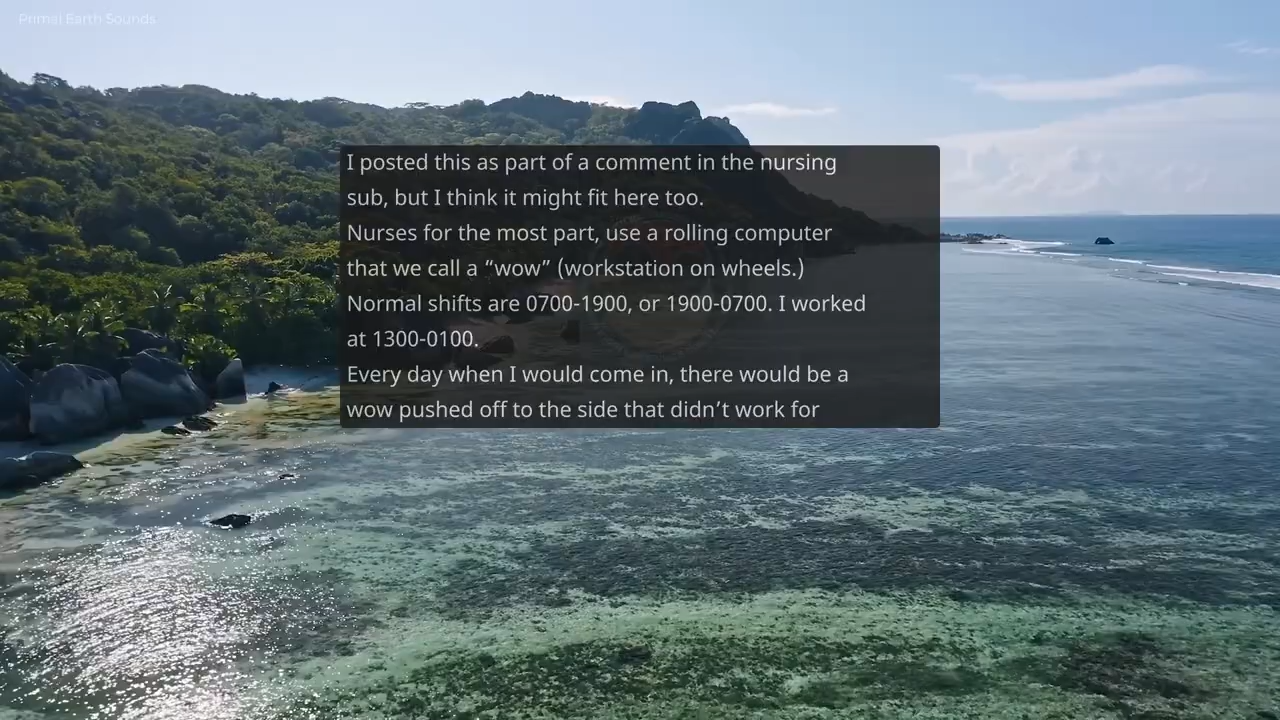 Primal Earth Sounds
I posted this as part of a comment in the nursing
sub, but I think it might fit here too.
Nurses for the most part, use a rolling computer
that we call a “wow” (workstation on wheels.)
Normal shifts are 0700-1900, or 1900-0700. I worked
at 1300-0100.
Every day when I would come in, there would be a
wow pushed off to the side that didn’t work for